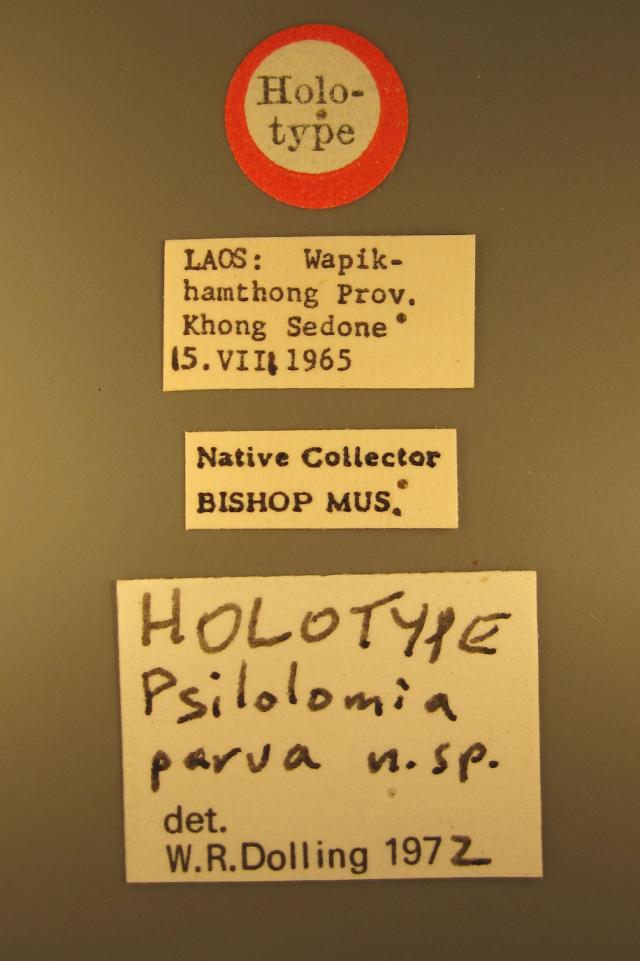 Holo-
type
LAOS: Wapik-
hamthong Prov.
Khong Sedone
15.VIII 1965
Native Collector
BISHOP MUS.
HOLOTYPE
Psilolomia
parva n.sp.
det.
W.R.Dolling 1972